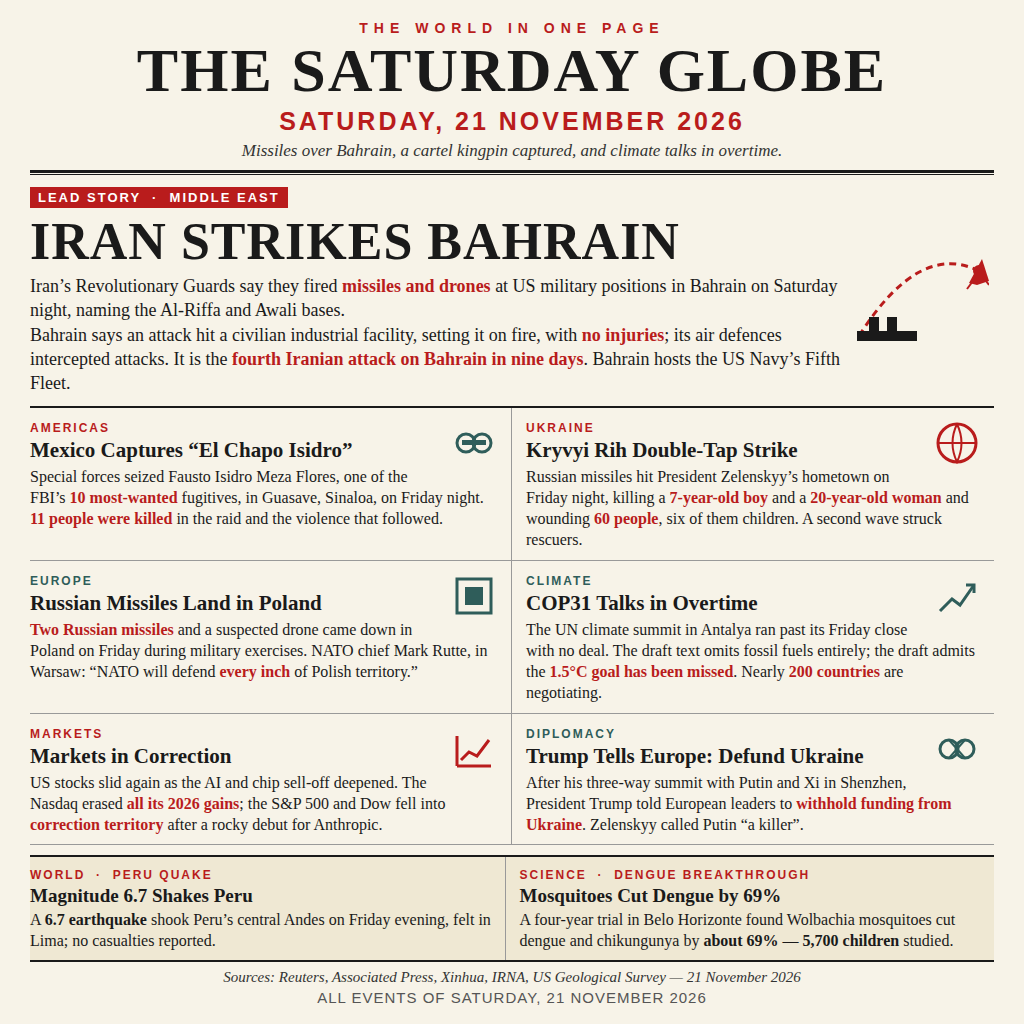 THE WORLD IN ONE PAGE
THE SATURDAY GLOBE
SATURDAY, 21 NOVEMBER 2026
Missiles over Bahrain, a cartel kingpin captured, and climate talks in overtime.
LEAD STORY · MIDDLE EAST
IRAN STRIKES BAHRAIN
Iran’s Revolutionary Guards say they fired missiles and drones at US military positions in Bahrain on Saturday
night, naming the Al-Riffa and Awali bases.
Bahrain says an attack hit a civilian industrial facility, setting it on fire, with no injuries; its air defences
intercepted attacks. It is the fourth Iranian attack on Bahrain in nine days. Bahrain hosts the US Navy’s Fifth
Fleet.
AMERICAS
Mexico Captures “El Chapo Isidro”
Special forces seized Fausto Isidro Meza Flores, one of the
FBI’s 10 most-wanted fugitives, in Guasave, Sinaloa, on Friday night.
11 people were killed in the raid and the violence that followed.
UKRAINE
Kryvyi Rih Double-Tap Strike
Russian missiles hit President Zelenskyy’s hometown on
Friday night, killing a 7-year-old boy and a 20-year-old woman and
wounding 60 people, six of them children. A second wave struck
rescuers.
EUROPE
Russian Missiles Land in Poland
Two Russian missiles and a suspected drone came down in
Poland on Friday during military exercises. NATO chief Mark Rutte, in
Warsaw: “NATO will defend every inch of Polish territory.”
CLIMATE
COP31 Talks in Overtime
The UN climate summit in Antalya ran past its Friday close
with no deal. The draft text omits fossil fuels entirely; the draft admits
the 1.5°C goal has been missed. Nearly 200 countries are
negotiating.
MARKETS
Markets in Correction
US stocks slid again as the AI and chip sell-off deepened. The
Nasdaq erased all its 2026 gains; the S&P 500 and Dow fell into
correction territory after a rocky debut for Anthropic.
DIPLOMACY
Trump Tells Europe: Defund Ukraine
After his three-way summit with Putin and Xi in Shenzhen,
President Trump told European leaders to withhold funding from
Ukraine. Zelenskyy called Putin “a killer”.
WORLD · PERU QUAKE
Magnitude 6.7 Shakes Peru
A 6.7 earthquake shook Peru’s central Andes on Friday evening, felt in
Lima; no casualties reported.
SCIENCE · DENGUE BREAKTHROUGH
Mosquitoes Cut Dengue by 69%
A four-year trial in Belo Horizonte found Wolbachia mosquitoes cut
dengue and chikungunya by about 69% — 5,700 children studied.
Sources: Reuters, Associated Press, Xinhua, IRNA, US Geological Survey — 21 November 2026
ALL EVENTS OF SATURDAY, 21 NOVEMBER 2026